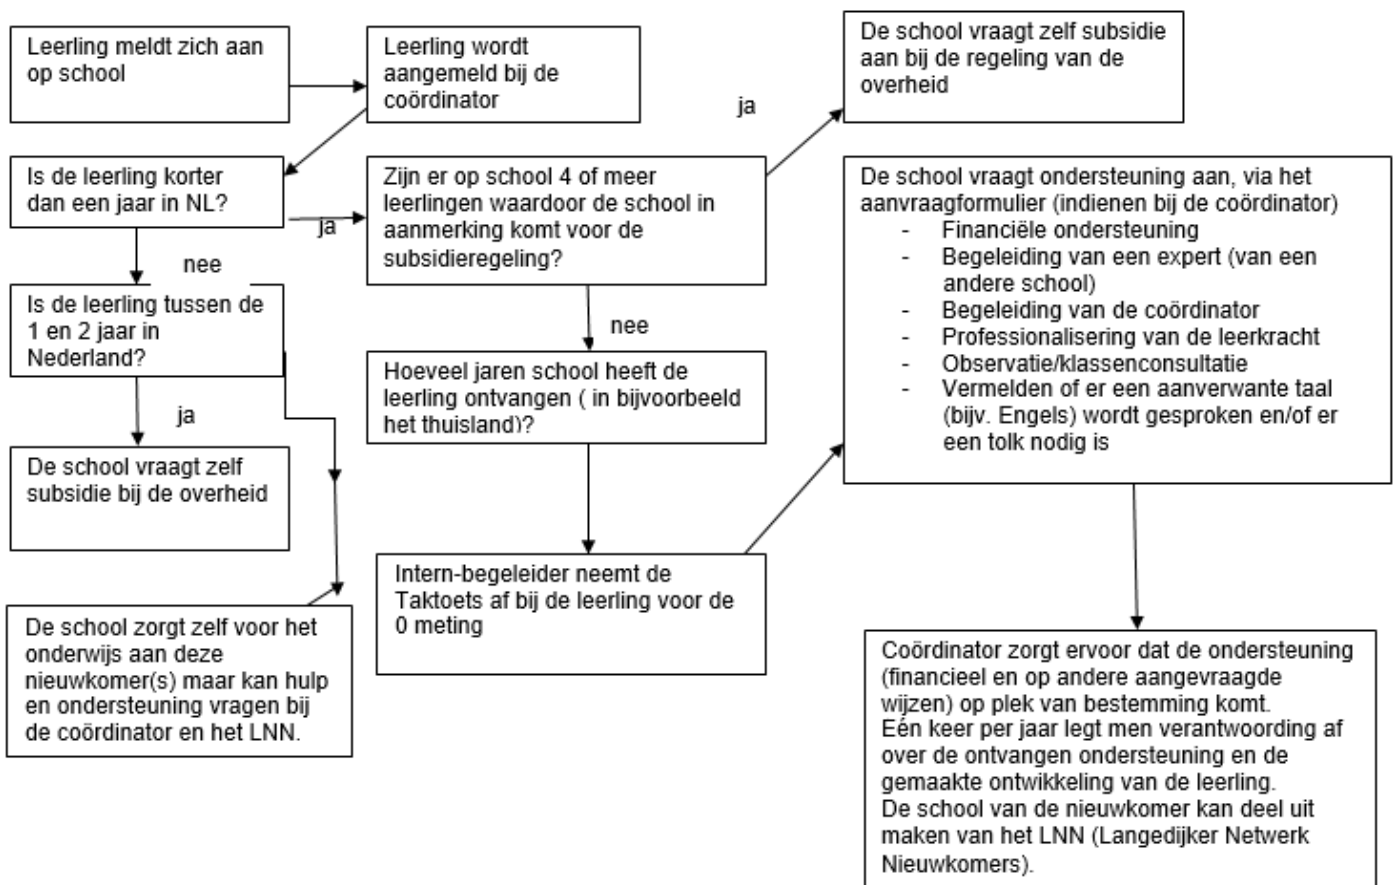 Leerling meldt zich aan
op school
Leerling wordt
aangemeld bij de
coördinator
ja
De school vraagt zelf subsidie
aan bij de regeling van de
overheid
Is de leerling korter
dan een jaar in NL?
ja
nee
Zijn er op school 4 of meer
leerlingen waardoor de school in
aanmerking komt voor de
subsidieregeling?
nee
De school vraagt ondersteuning aan, via het
aanvraagformulier (indienen bij de coördinator)
- Financiële ondersteuning
- Begeleiding van een expert (van een
andere school)
- Begeleiding van de coördinator
- Professionalisering van de leerkracht
- Observatie/klassenconsultatie
- Vermelden of er een aanverwante taal
(bijv. Engels) wordt gesproken en/of er
een tolk nodig is
Is de leerling tussen de
1 en 2 jaar in
Nederland?
ja
Hoeveel jaren school heeft de
leerling ontvangen ( in bijvoorbeeld
het thuisland)?
De school vraagt zelf
subsidie bij de overheid
Intern-begeleider neemt de
Taktoets af bij de leerling voor de
0 meting
De school zorgt zelf voor het
onderwijs aan deze
nieuwkomer(s) maar kan hulp
en ondersteuning vragen bij
de coördinator en het LNN.
Coördinator zorgt ervoor dat de ondersteuning
(financieel en op andere aangevraagde
wijzen) op plek van bestemming komt.
Eén keer per jaar legt men verantwoording af
over de ontvangen ondersteuning en de
gemaakte ontwikkeling van de leerling.
De school van de nieuwkomer kan deel uit
maken van het LNN (Langedijker Netwerk
Nieuwkomers).